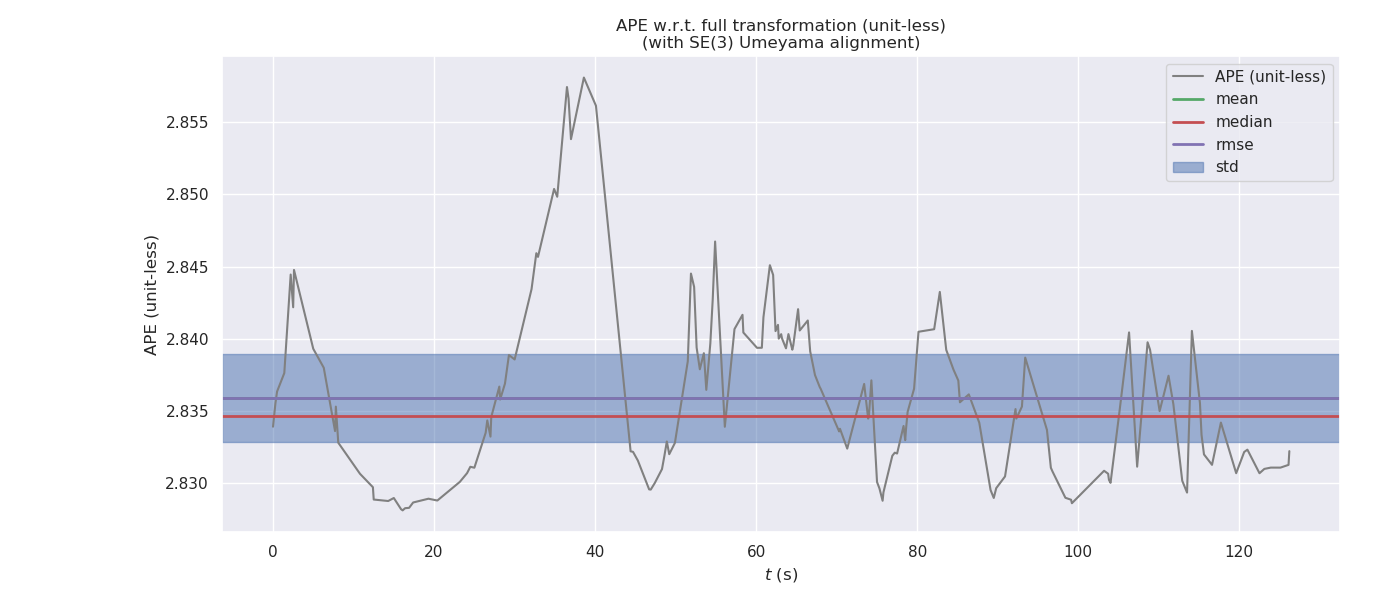 APE w.r.t. full transformation (unit-less)
(with SE(3) Umeyama alignment)
APE (unit-less)
mean
median
rmse
std
APE (unit-less)
2.855
2.850
2.845
2.840
2.835
2.830
0 20 40 60 80 100 120
t (s)